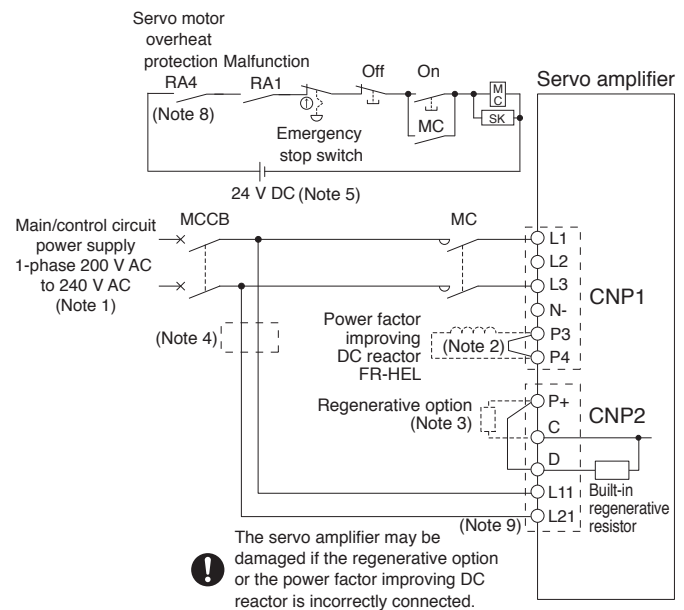 Servo motor
overheat
protection Malfunction
RA4
RA1
Off
On
M
C
SK
(Note 8)
MC
Emergency
stop switch
24 V DC (Note 5)
Servo amplifier
Main/control circuit
power supply
1-phase 200 V AC
to 240 V AC
(Note 1)
MCCB
MC
L1
L2
L3
N-
P3
P4
CNP1
(Note 4)
Power factor
improving
DC reactor
FR-HEL
(Note 2)
Regenerative option
(Note 3)
P+
C
D
L11
L21
CNP2
Built-in
regenerative
resistor
(Note 9)
The servo amplifier may be
damaged if the regenerative option
or the power factor improving DC
reactor is incorrectly connected.